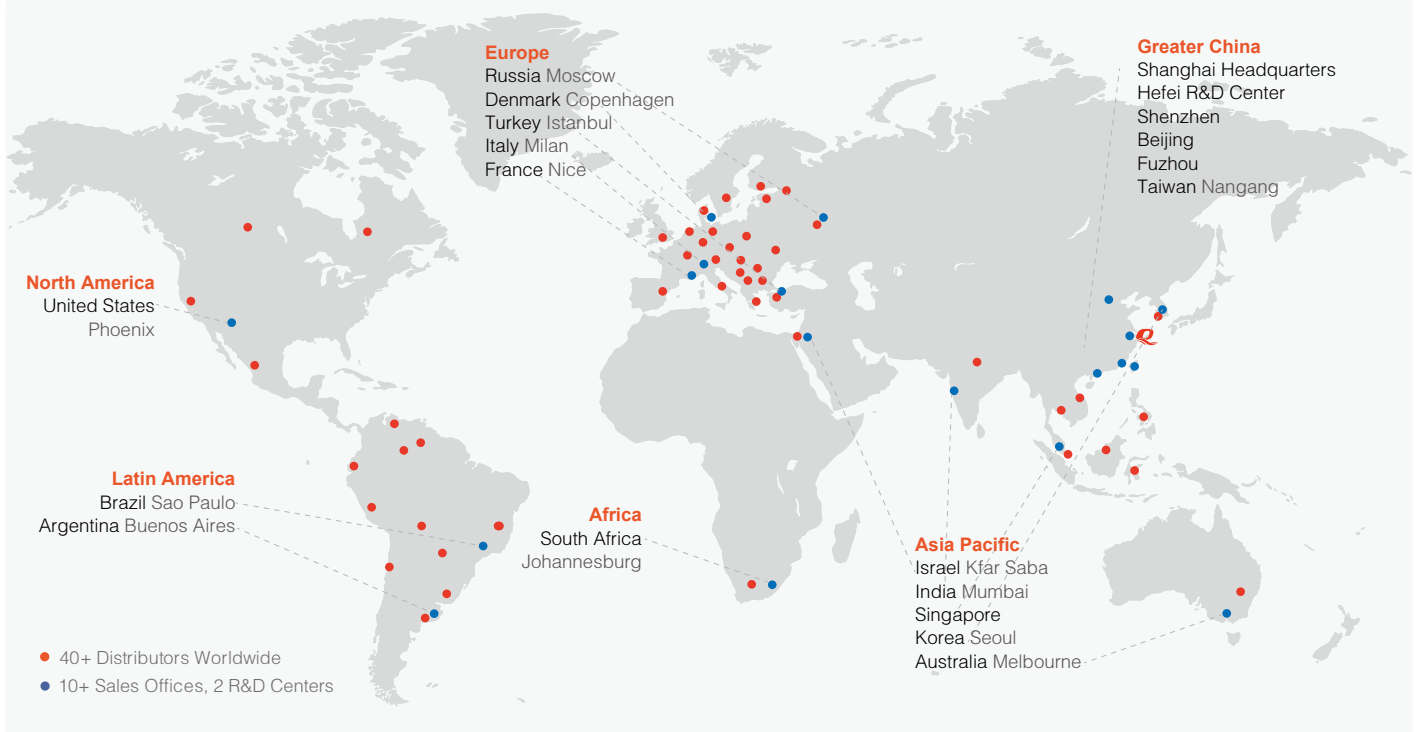 Europe
Russia Moscow
Denmark Copenhagen
Turkey Istanbul
Italy Milan
France Nice
Greater China
Shanghai Headquarters
Hefei R&D Center
Shenzhen
Beijing
Fuzhou
Taiwan Nangang
North America
United States
Phoenix
Latin America
Brazil Sao Paulo
Argentina Buenos Aires
Africa
South Africa
Johannesburg
Asia Pacific
Israel Kfar Saba
India Mumbai
Singapore
Korea Seoul
Australia Melbourne
40+ Distributors Worldwide
10+ Sales Offices, 2 R&D Centers